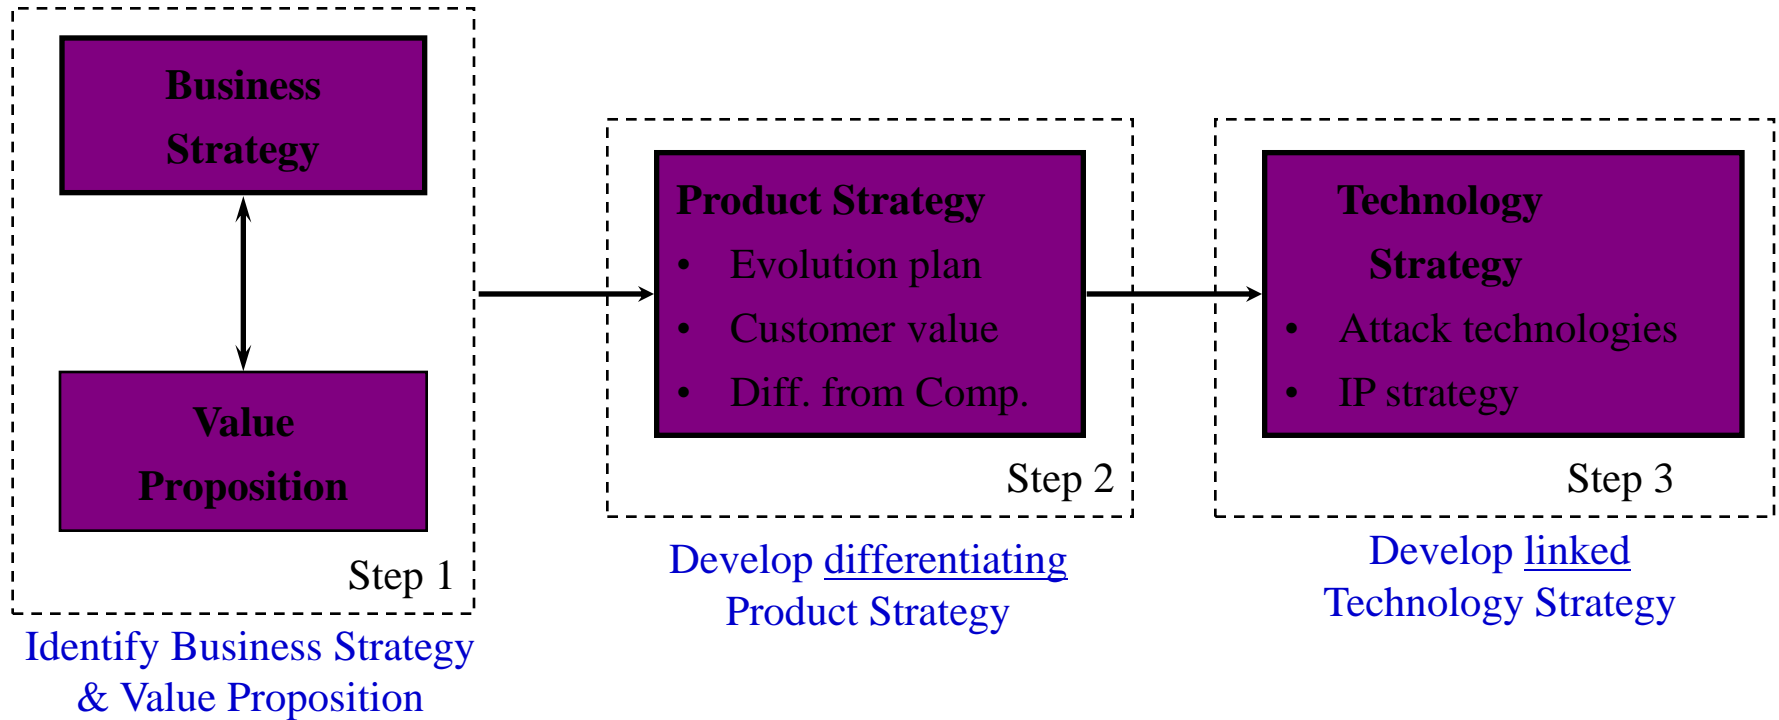 Business
Strategy
Value
Proposition
Step 1
Identify Business Strategy
& Value Proposition
Product Strategy
• Evolution plan
• Customer value
• Diff. from Comp.
Step 2
Develop differentiating
Product Strategy
Technology
Strategy
• Attack technologies
• IP strategy
Step 3
Develop linked
Technology Strategy